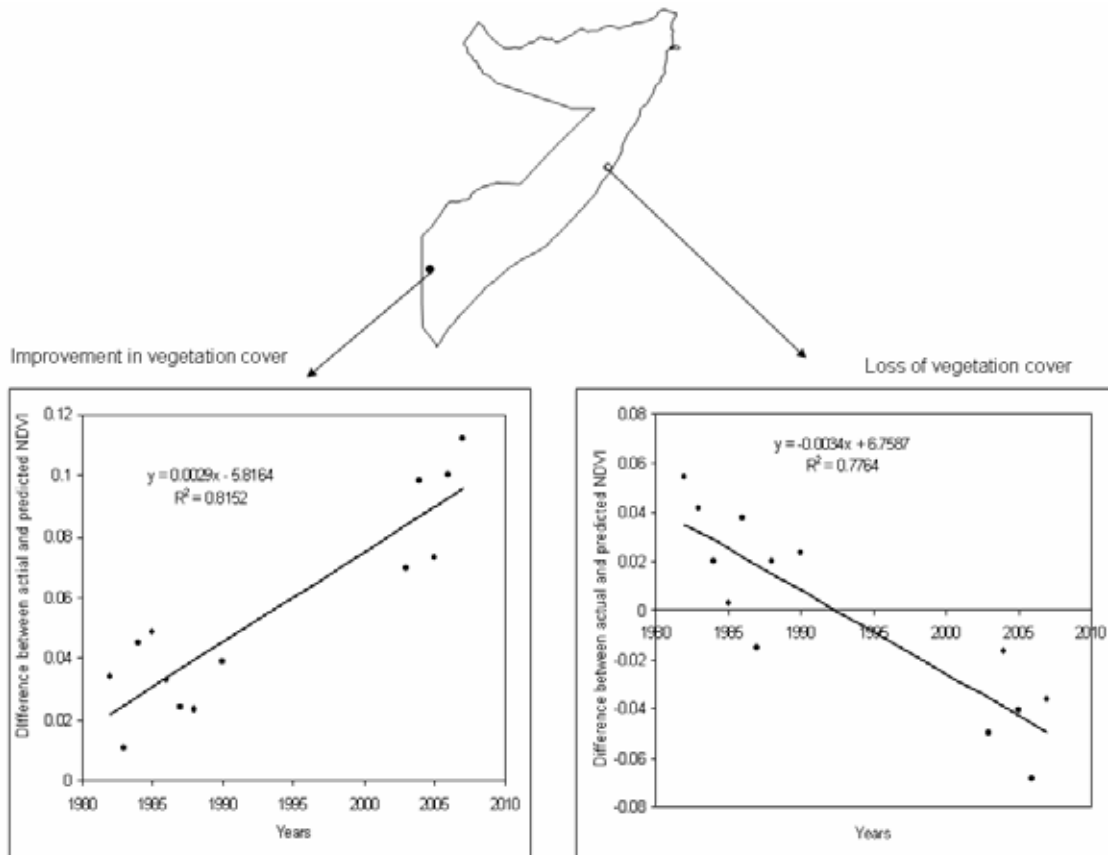 Improvement in vegetation cover
Loss of vegetation cover
Difference between actial and predicted NDVI
0.12
0.1
0.08
0.06
0.04
0.02
0
y = 0.0029x - 5.8164
R² = 0.8152
1980 1985 1990 1995 2000 2005 2010
Years
Difference between actual and predicted NDVI
0.08
0.06
0.04
0.02
0
-0.02
-0.04
-0.06
-0.08
y = -0.0034x + 6.7587
R² = 0.7764
1980 1985 1990 1995 2000 2005 2010
Years